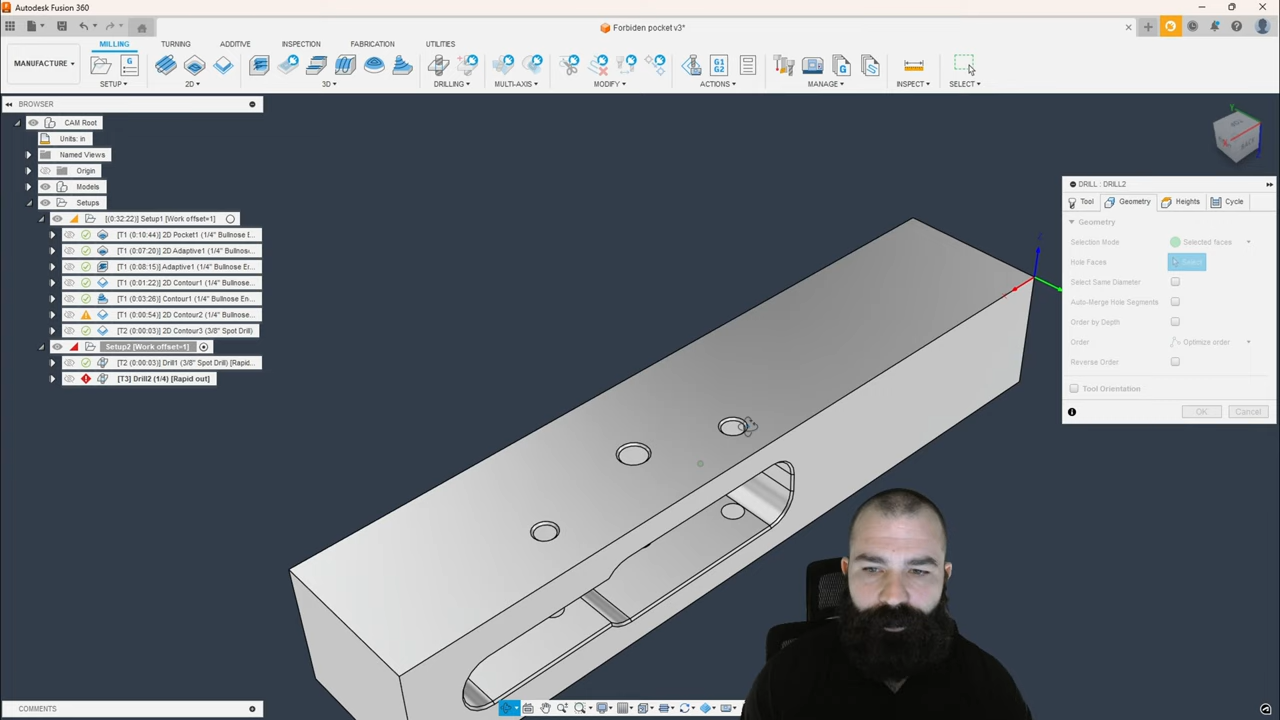 Autodesk Fusion 360
Forbiden pocket v3*
MILLING TURNING ADDITIVE INSPECTION FABRICATION UTILITIES
MANUFACTURE
SETUP 2D 3D DRILLING MULTI-AXIS MODIFY ACTIONS MANAGE INSPECT SELECT
G1
G2
BROWSER
CAM Root
Units: in
Named Views
Origin
Models
Setups
[(0:32:22)] Setup1 [Work offset=1]
[T1 (0:10:44)] 2D Pocket1 (1/4" Bullnose E...
[T1 (0:07:20)] 2D Adaptive1 (1/4" Bullnos...
[T1 (0:08:15)] Adaptive1 (1/4" Bullnose Er...
[T1 (0:01:22)] 2D Contour1 (1/4" Bullnose...
[T1 (0:03:26)] Contour1 (1/4" Bullnose En...
[T1 (0:00:54)] 2D Contour2 (1/4" Bullnose...
[T2 (0:00:03)] 2D Contour3 (3/8" Spot Drill)
Setup2 [Work offset=1]
[T2 (0:00:03)] Drill1 (3/8" Spot Drill) [Rapid...
[T3] Drill2 (1/4) [Rapid out]
DRILL : DRILL2
Tool Geometry Heights Cycle
Geometry
Selection Mode Selected faces
Hole Faces Select
Select Same Diameter
Auto-Merge Hole Segments
Order by Depth
Order Optimize order
Reverse Order
Tool Orientation
OK Cancel
COMMENTS